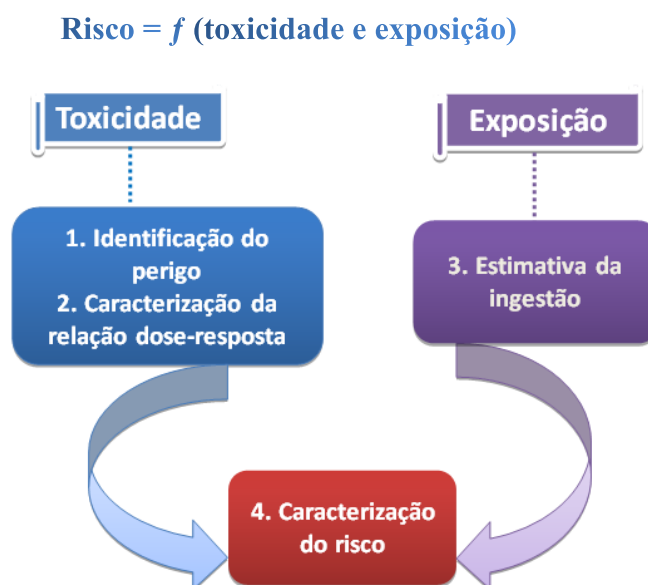 Risco = ƒ (toxicidade e exposição)
Toxicidade
Exposição
1. Identificação do
perigo
2. Caracterização da
relação dose-resposta
3. Estimativa da
ingestão
4. Caracterização
do risco